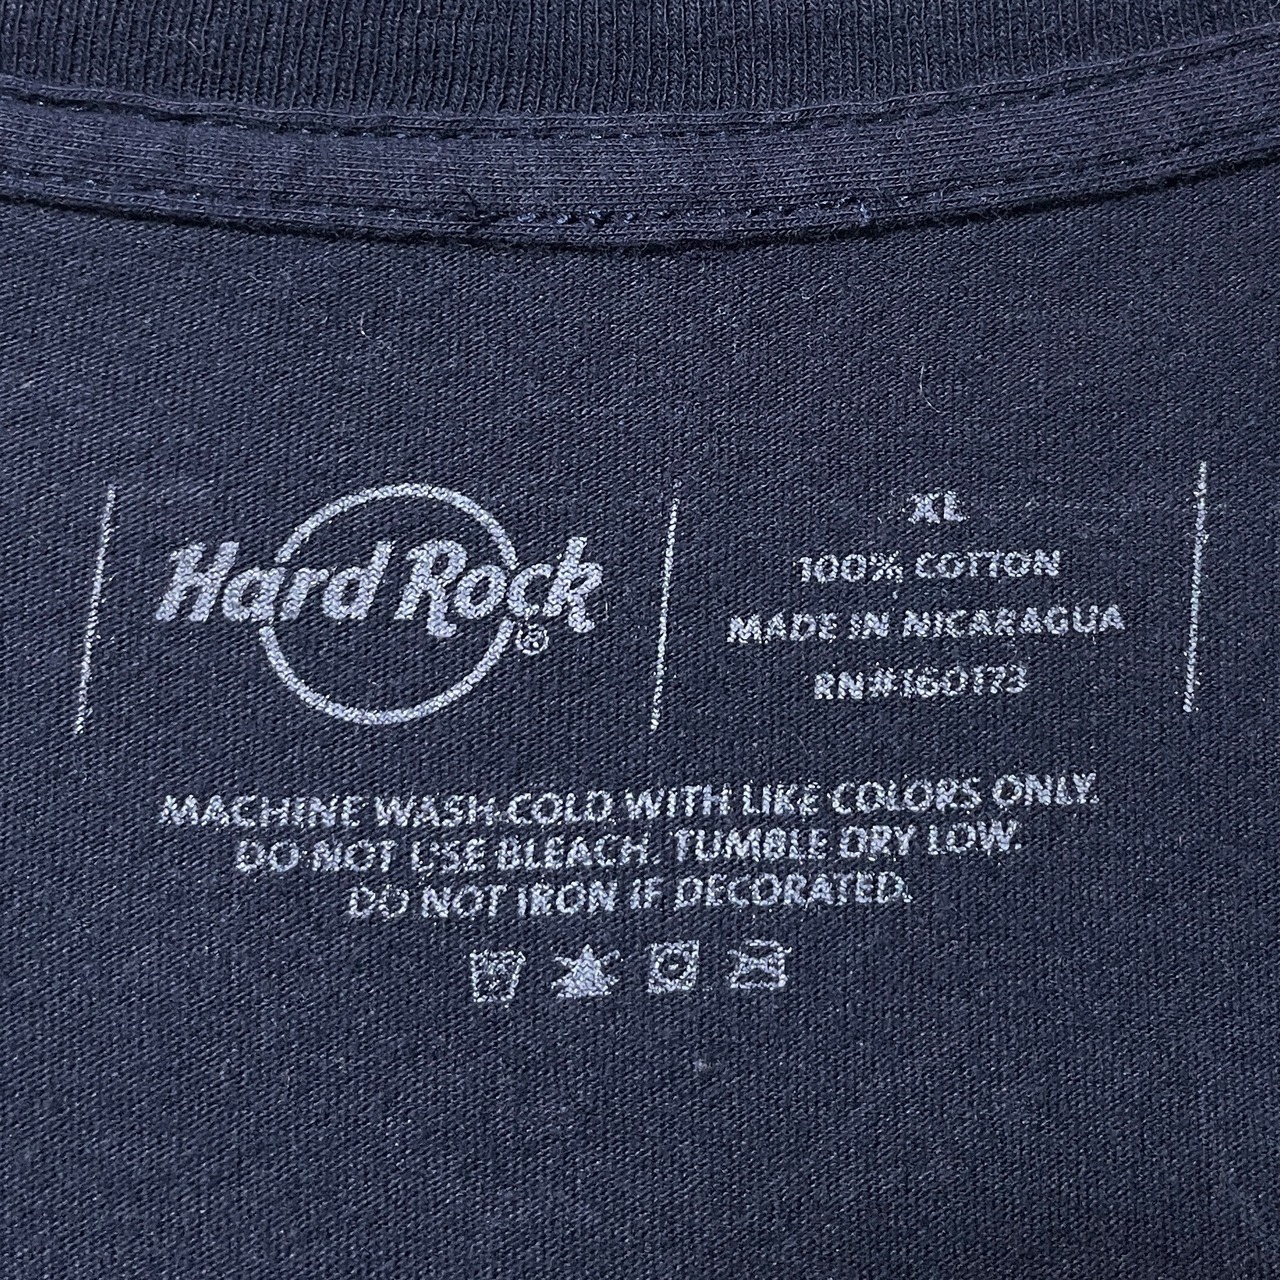 Hard Rock®
XL
100% COTTON
MADE IN NICARAGUA
RN#160173
MACHINE WASH COLD WITH LIKE COLORS ONLY.
DO NOT USE BLEACH. TUMBLE DRY LOW.
DO NOT IRON IF DECORATED.